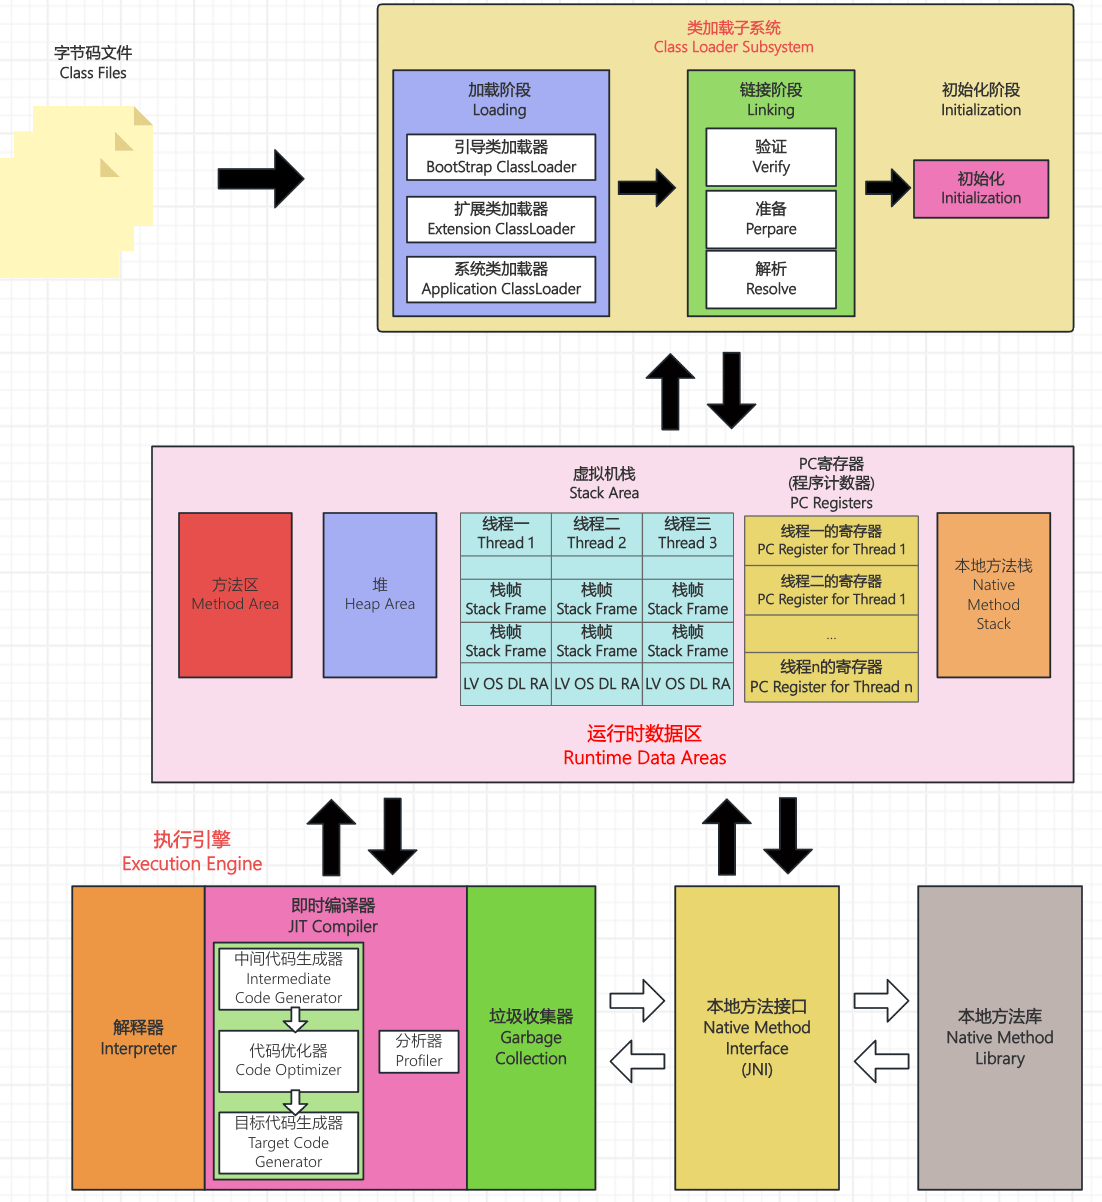 字节码文件
Class Files
类加载子系统
Class Loader Subsystem
加载阶段
Loading
引导类加载器
BootStrap ClassLoader
扩展类加载器
Extension ClassLoader
系统类加载器
Application ClassLoader
链接阶段
Linking
验证
Verify
准备
Perpare
解析
Resolve
初始化阶段
Initialization
初始化
Initialization
方法区
Method Area
堆
Heap Area
虚拟机栈
Stack Area
线程一 线程二 线程三
Thread 1 Thread 2 Thread 3
栈帧 栈帧 栈帧
Stack Frame Stack Frame Stack Frame
栈帧 栈帧 栈帧
Stack Frame Stack Frame Stack Frame
LV OS DL RA LV OS DL RA LV OS DL RA
PC寄存器
(程序计数器)
PC Registers
线程一的寄存器
PC Register for Thread 1
线程二的寄存器
PC Register for Thread 1
...
线程n的寄存器
PC Register for Thread n
本地方法栈
Native
Method
Stack
运行时数据区
Runtime Data Areas
执行引擎
Execution Engine
解释器
Interpreter
即时编译器
JIT Compiler
中间代码生成器
Intermediate
Code Generator
代码优化器
Code Optimizer
目标代码生成器
Target Code
Generator
分析器
Profiler
垃圾收集器
Garbage
Collection
本地方法接口
Native Method
Interface
(JNI)
本地方法库
Native Method
Library